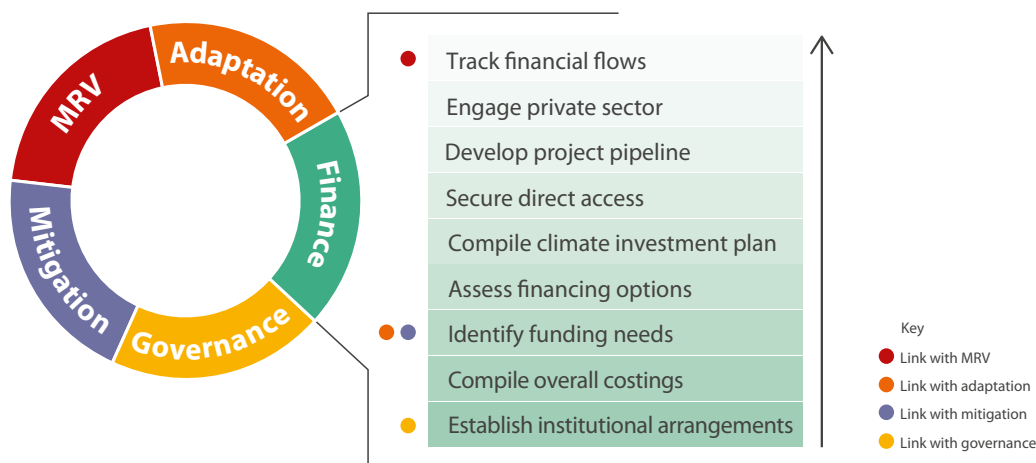 MRV
Adaptation
Finance
Mitigation
Governance
Track financial flows
Engage private sector
Develop project pipeline
Secure direct access
Compile climate investment plan
Assess financing options
Identify funding needs
Compile overall costings
Establish institutional arrangements
Key
Link with MRV
Link with adaptation
Link with mitigation
Link with governance